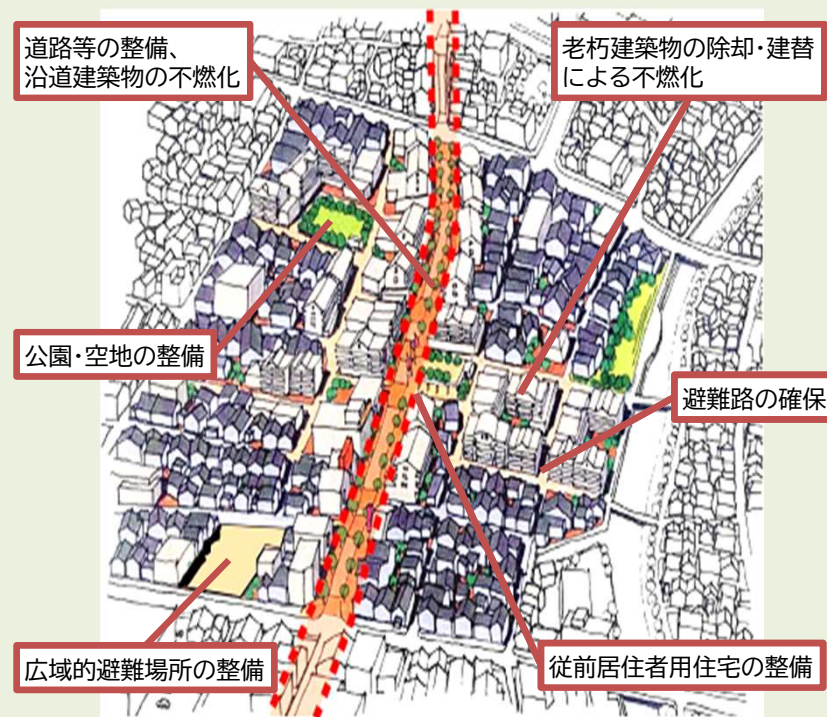 道路等の整備、
沿道建築物の不燃化
老朽建築物の除却・建替
による不燃化
公園・空地の整備
避難路の確保
広域的避難場所の整備
従前居住者用住宅の整備